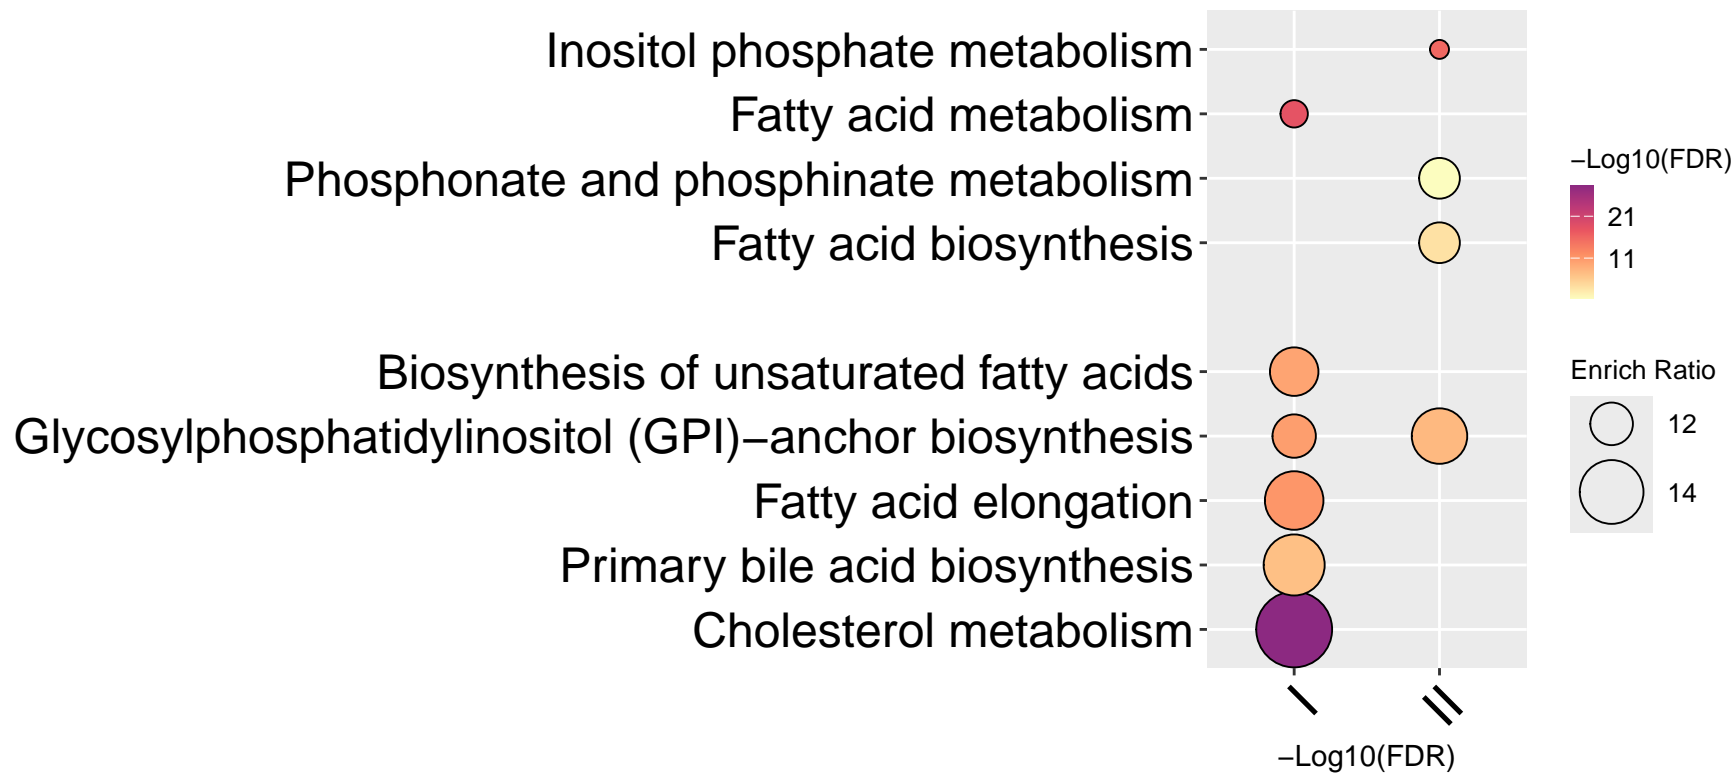 Inositol phosphate metabolism
Fatty acid metabolism
Phosphonate and phosphinate metabolism
Fatty acid biosynthesis
Biosynthesis of unsaturated fatty acids
Glycosylphosphatidylinositol (GPI)−anchor biosynthesis
Fatty acid elongation
Primary bile acid biosynthesis
Cholesterol metabolism
I
II
−Log10(FDR)
−Log10(FDR)
21
11
Enrich Ratio
12
14